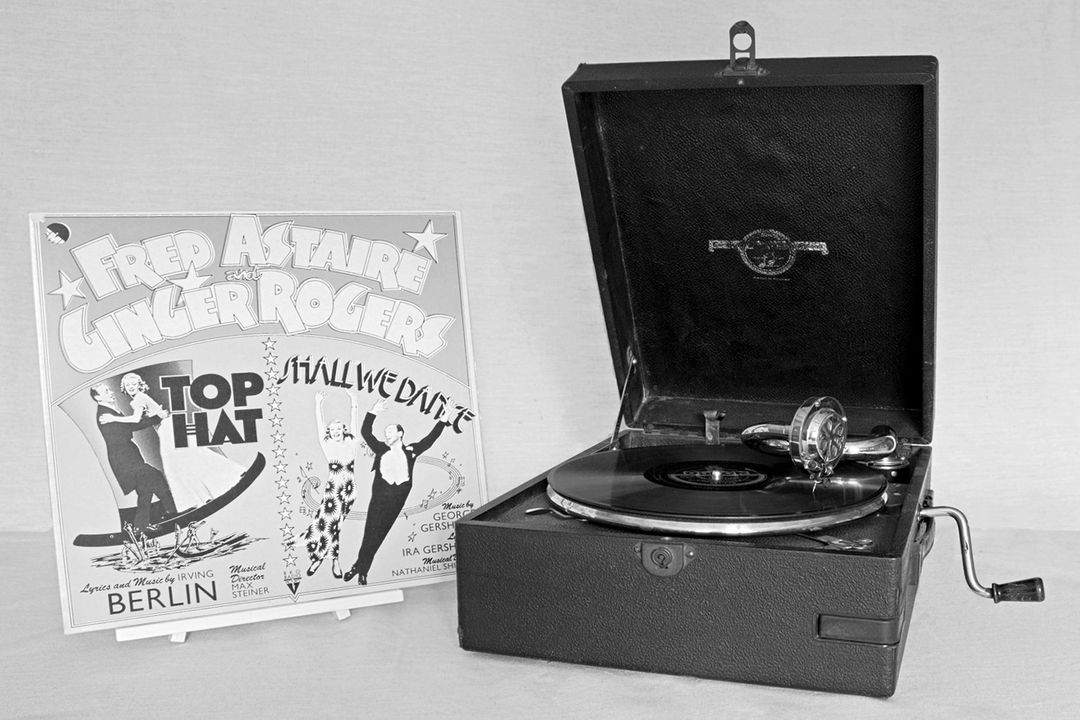 FRED ASTAIRE
and
GINGER ROGERS
TOP
HAT
SHALL WE DANCE
Lyrics and Music by IRVING
BERLIN
Musical
Director
MAX
STEINER
Music by
GEORG
GERSH
IRA GERSH
Musical
NATHANIEL SHI